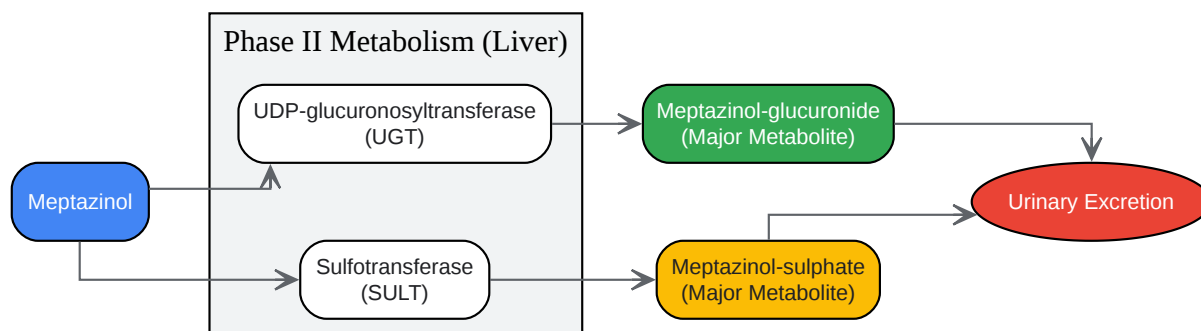 Phase II Metabolism (Liver)
UDP-glucuronosyltransferase
(UGT)
Meptazinol-glucuronide
(Major Metabolite)
Meptazinol
Urinary Excretion
Sulfotransferase
(SULT)
Meptazinol-sulphate
(Major Metabolite)